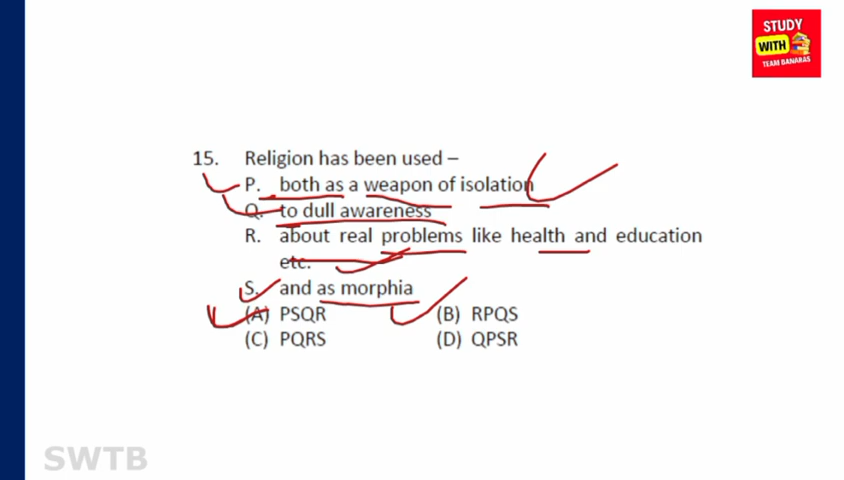 STUDY
WITH
TEAM BANARAS
15. Religion has been used –
P. both as a weapon of isolation
Q. to dull awareness
R. about real problems like health and education
etc.
S. and as morphia
(A) PSQR (B) RPQS
(C) PQRS (D) QPSR
SWTB